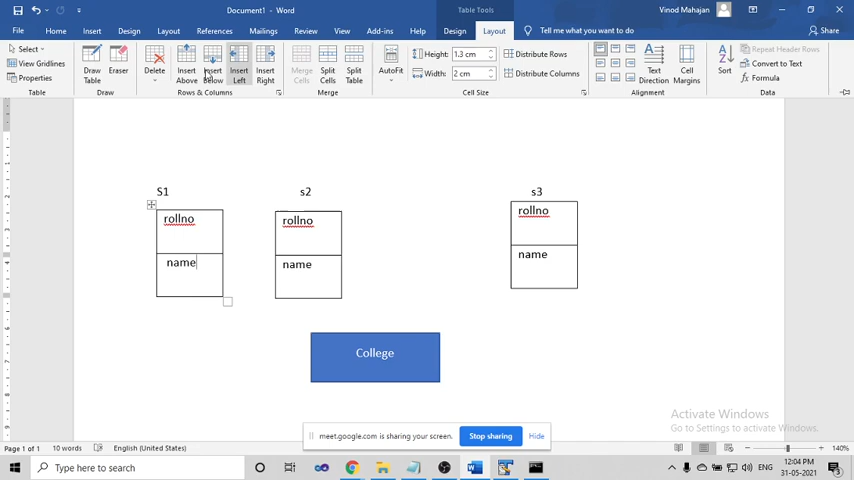 Document1 - Word
Table Tools
Vinod Mahajan
File Home Insert Draw Layout References Mailings Review View Add-ins Help Design Layout Tell me what you want to do Share
Select
View Gridlines
Properties
Table
Draw Table
Eraser
Draw
Delete
Insert Above
Insert Below
Insert Left
Insert Right
Rows & Columns
Merge Cells
Split Cells
Split Table
Merge
AutoFit
Height: 1.3 cm
Width: 2 cm
Distribute Rows
Distribute Columns
Cell Size
Text Direction
Cell Margins
Alignment
Sort
Repeat Header Rows
Convert to Text
Formula
Data
S1 s2 s3
rollno rollno rollno
name name name
College
meet.google.com is sharing your screen. Stop sharing Hide
Activate Windows
Go to Settings to activate Windows.
Page 1 of 1 10 words English (United States) 140%
Type here to search
ENG
12:04 PM
31-05-2021
3